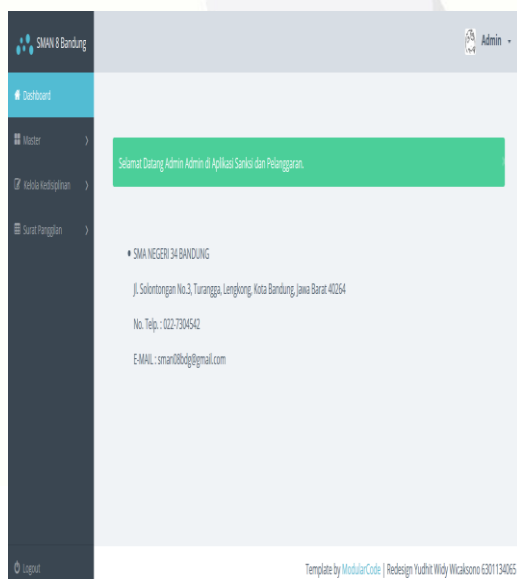 SMAN 8 Bandung
Admin
Dashboard
Master
Kelola Kedisiplinan
Surat Panggilan
Selamat Datang Admin Admin di Aplikasi Sanksi dan Pelanggaran.
SMA NEGERI 34 BANDUNG
Jl. Solontongan No.3, Turangga, Lengkong, Kota Bandung, Jawa Barat 40264
No. Telp. : 022-7304542
E-MAIL : sman08bdg@gmail.com
Logout
Template by ModularCode | Redesign Yudhit Widy Wicaksono 6301134065